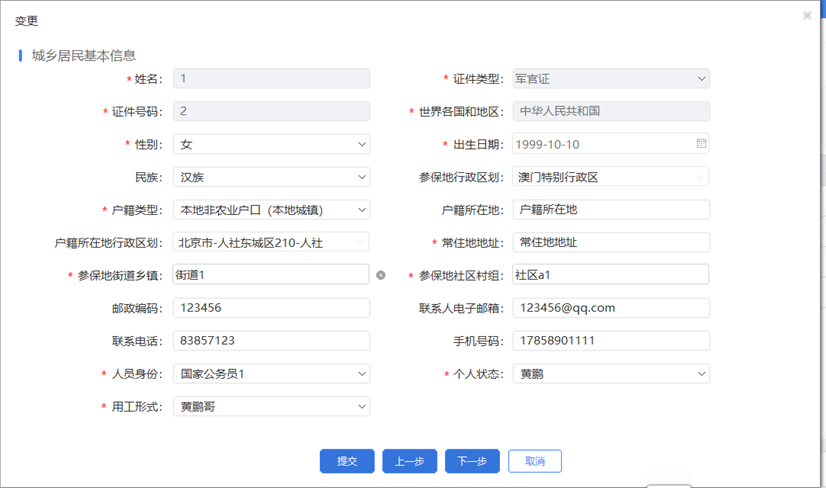 变更
城乡居民基本信息
*姓名： 1 *证件类型： 军官证
*证件号码： 2 *世界各国和地区： 中华人民共和国
*性别： 女 *出生日期： 1999-10-10
民族： 汉族 参保地行政区划： 澳门特别行政区
*户籍类型： 本地非农业户口（本地城镇） 户籍所在地： 户籍所在地
户籍所在地行政区划： 北京市-人社东城区210-人社 *常住地地址： 常住地地址
*参保地街道乡镇： 街道1 *参保地社区村组： 社区a1
邮政编码： 123456 联系人电子邮箱： 123456@qq.com
联系电话： 83857123 手机号码： 17858901111
*人员身份： 国家公务员1 *个人状态： 黄鹏
*用工形式： 黄鹏哥
提交 上一步 下一步 取消